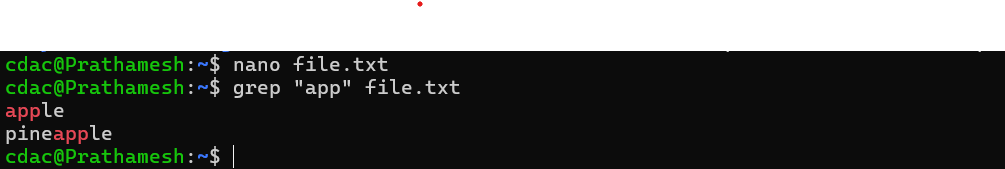 cdac@Prathamesh:~$ nano file.txt
cdac@Prathamesh:~$ grep "app" file.txt
apple
pineapple
cdac@Prathamesh:~$